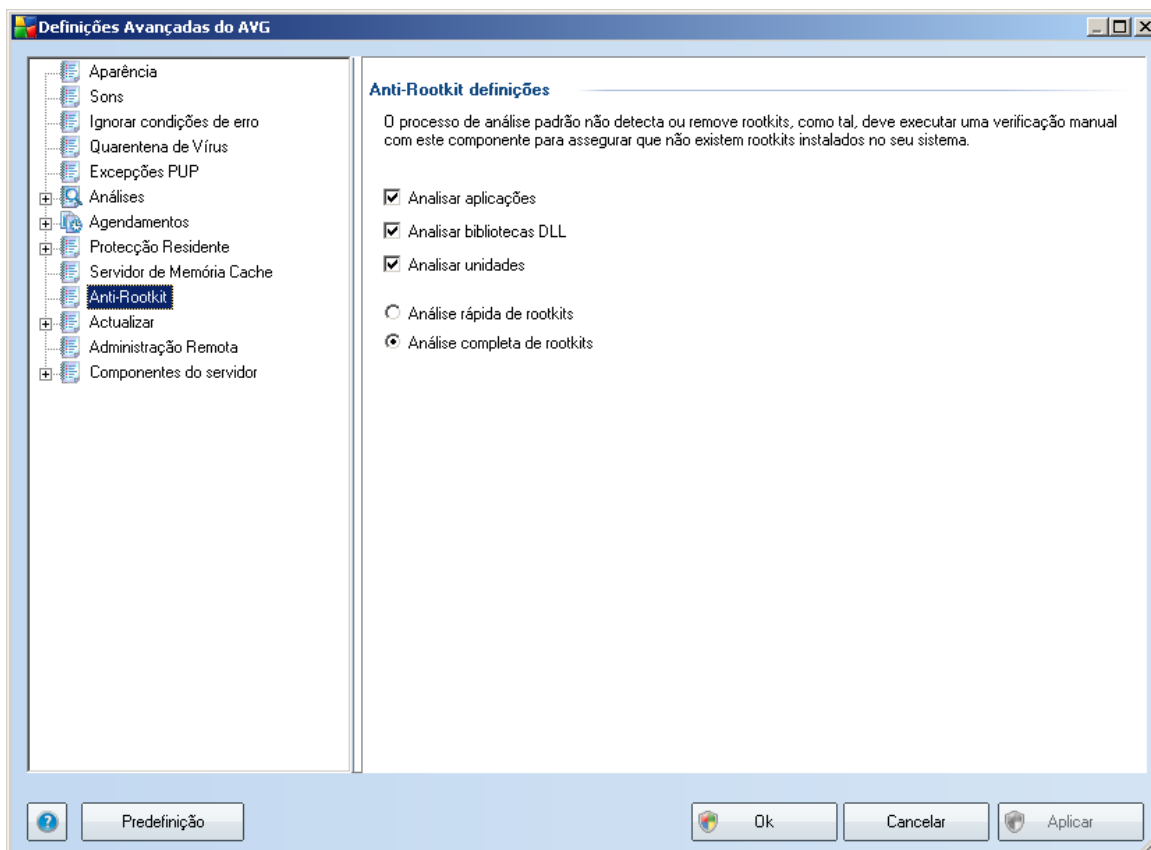 Definições Avançadas do AVG
Aparência
Sons
Ignorar condições de erro
Quarentena de Vírus
Excepções PUP
Análises
Agendamentos
Protecção Residente
Servidor de Memória Cache
Anti-Rootkit
Actualizar
Administração Remota
Componentes do servidor
Anti-Rootkit definições
O processo de análise padrão não detecta ou remove rootkits, como tal, deve executar uma verificação manual
com este componente para assegurar que não existem rootkits instalados no seu sistema.
Analisar aplicações
Analisar bibliotecas DLL
Analisar unidades
Análise rápida de rootkits
Análise completa de rootkits
Predefinição
Ok
Cancelar
Aplicar